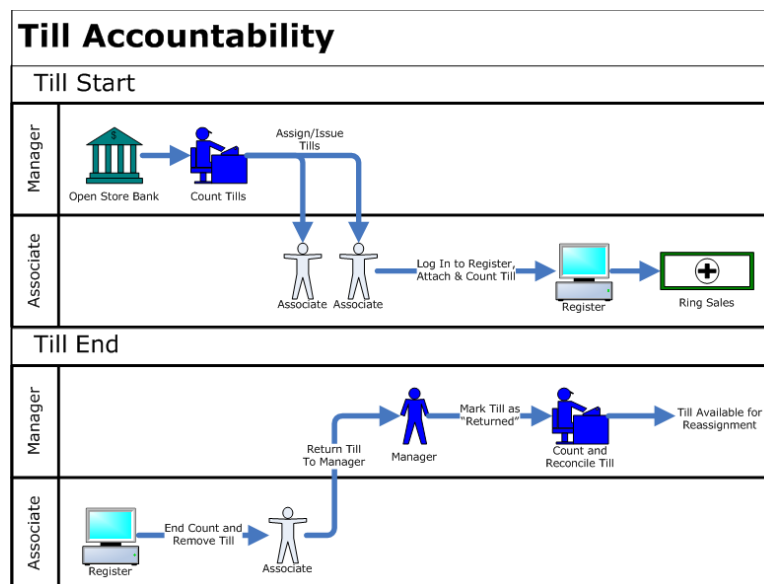 Till Accountability
Till Start
Manager
$
Open Store Bank
Count Tills
Assign/Issue
Tills
Associate
Associate
Associate
Log In to Register,
Attach & Count Till
Register
Ring Sales
Till End
Manager
Return Till
To Manager
Manager
Mark Till as
"Returned"
Count and
Reconcile Till
Till Available for
Reassignment
Associate
Register
End Count and
Remove Till
Associate